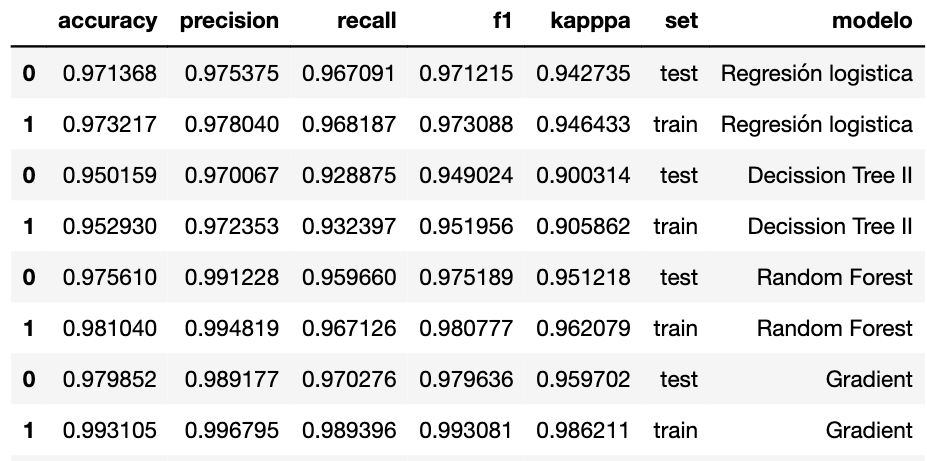 accuracy precision recall f1 kapppa set modelo
0 0.971368 0.975375 0.967091 0.971215 0.942735 test Regresión logistica
1 0.973217 0.978040 0.968187 0.973088 0.946433 train Regresión logistica
0 0.950159 0.970067 0.928875 0.949024 0.900314 test Decission Tree II
1 0.952930 0.972353 0.932397 0.951956 0.905862 train Decission Tree II
0 0.975610 0.991228 0.959660 0.975189 0.951218 test Random Forest
1 0.981040 0.994819 0.967126 0.980777 0.962079 train Random Forest
0 0.979852 0.989177 0.970276 0.979636 0.959702 test Gradient
1 0.993105 0.996795 0.989396 0.993081 0.986211 train Gradient